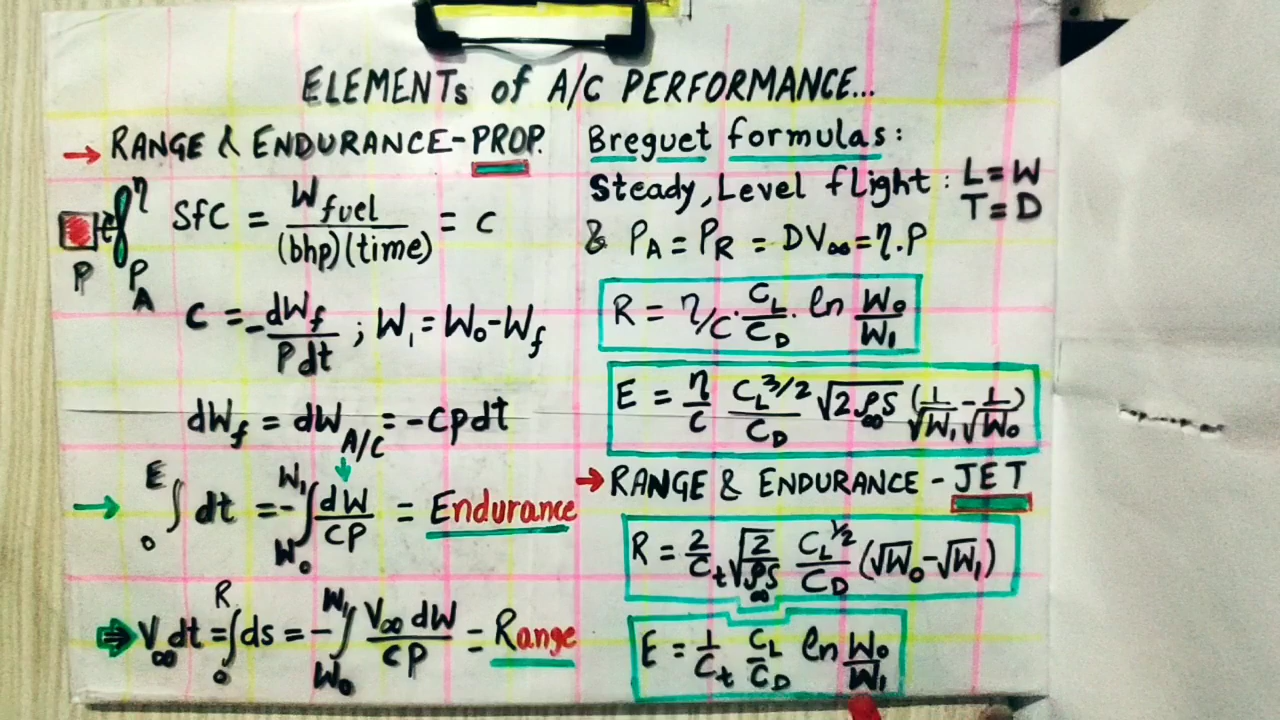 ELEMENTs of A/C PERFORMANCE...
→ RANGE & ENDURANCE-PROP.
η
P
P_A
SfC = W_fuel / (bhp)(time) = C
C = -dW_f / P dt ; W_1 = W_0 - W_f
dW_f = dW_A/C = -CP dt
→ ∫_0^E dt = -∫_{W_0}^{W_1} dW / CP = Endurance
⇒ V_∞ dt = ∫_0^R ds = -∫_{W_0}^{W_1} V_∞ dW / CP = Range
Breguet formulas:
Steady, Level flight : L = W
T = D
& P_A = P_R = DV_∞ = η.P
R = η/C · C_L/C_D · ln W_0/W_1
E = η/C C_L^{3/2}/C_D √(2ρ_∞S) (1/√W_1 - 1/√W_0)
→ RANGE & ENDURANCE - JET
R = 2/C_t √(2/ρ_∞S) C_L^{1/2}/C_D (√W_0 - √W_1)
E = 1/C_t C_L/C_D ln W_0/W_1